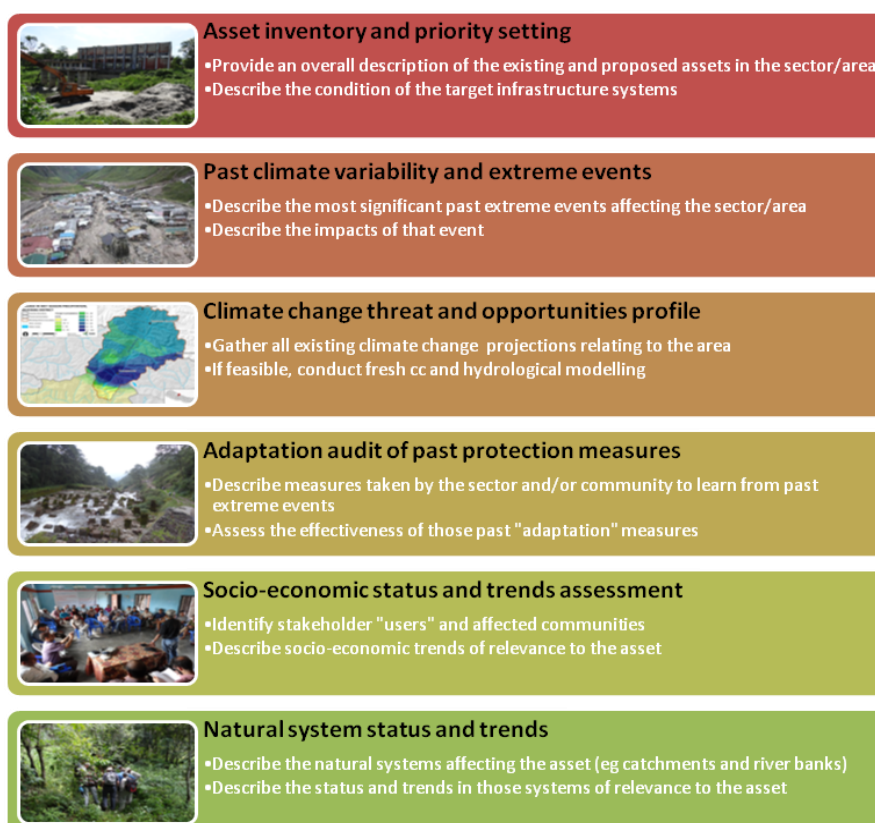 Asset inventory and priority setting
•Provide an overall description of the existing and proposed assets in the sector/area
•Describe the condition of the target infrastructure systems
Past climate variability and extreme events
•Describe the most significant past extreme events affecting the sector/area
•Describe the impacts of that event
Climate change threat and opportunities profile
•Gather all existing climate change  projections relating to the area
•If feasible, conduct fresh cc and hydrological modelling
Adaptation audit of past protection measures
•Describe measures taken by the sector and/or community to learn from past
extreme events
•Assess the effectiveness of those past "adaptation" measures
Socio-economic status and trends assessment
•Identify stakeholder "users" and affected communities
•Describe socio-economic trends of relevance to the asset
Natural system status and trends
•Describe the natural systems affecting the asset (eg catchments and river banks)
•Describe the status and trends in those systems of relevance to the asset